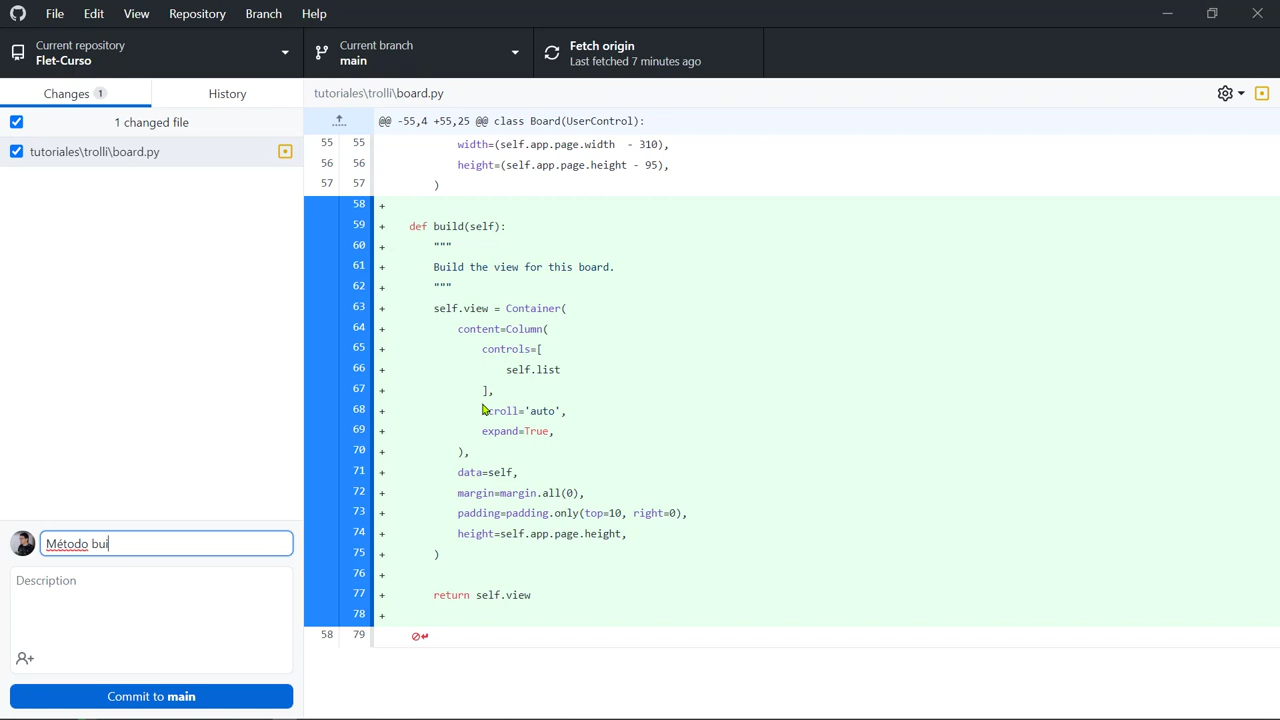 File Edit View Repository Branch Help
Current repository
Flet-Curso
Current branch
main
Fetch origin
Last fetched 7 minutes ago
Changes 1
History
1 changed file
tutoriales\trolli\board.py
Método bui
Description
Commit to main
tutoriales\trolli\board.py
@@ -55,4 +55,25 @@ class Board(UserControl):
55 55 width=(self.app.page.width - 310),
56 56 height=(self.app.page.height - 95),
57 57 )
58 +
59 + def build(self):
60 + """
61 + Build the view for this board.
62 + """
63 + self.view = Container(
64 + content=Column(
65 + controls=[
66 + self.list
67 + ],
68 + scroll='auto',
69 + expand=True,
70 + ),
71 + data=self,
72 + margin=margin.all(0),
73 + padding=padding.only(top=10, right=0),
74 + height=self.app.page.height,
75 + )
76 +
77 + return self.view
78 +
58 79